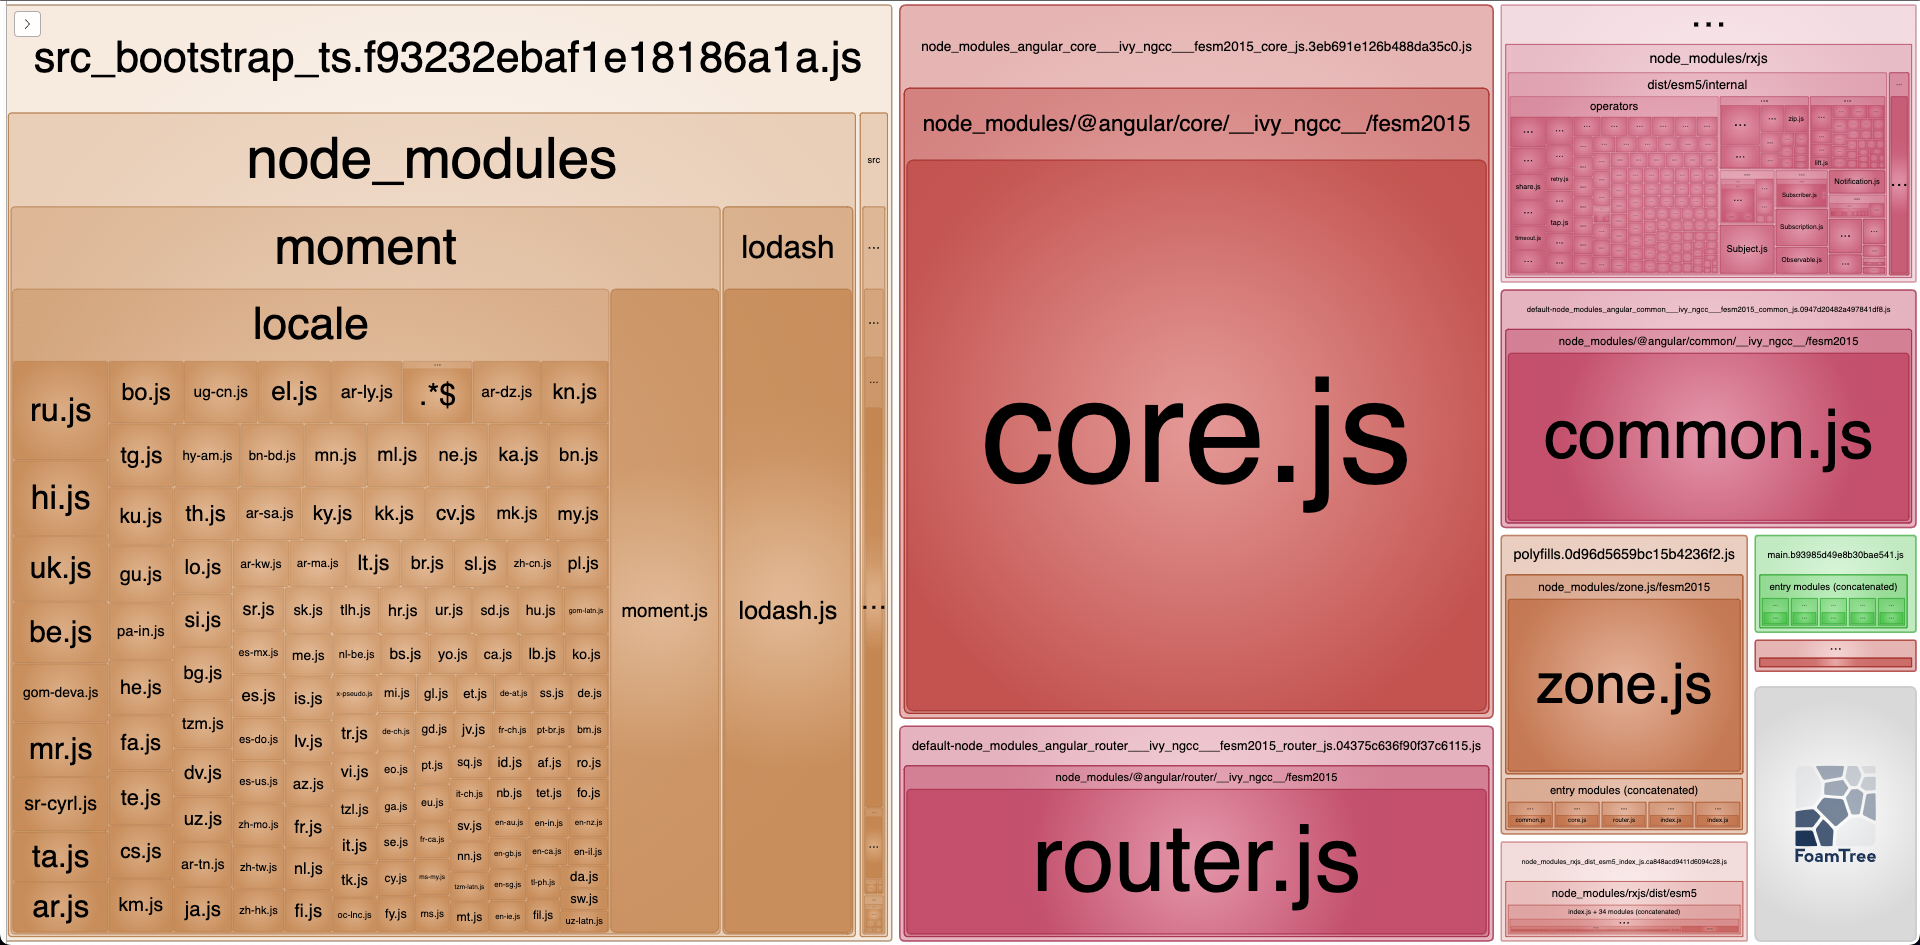 src_bootstrap_ts.f93232ebaf1e18186a1a.js
node_modules
src
moment
lodash
...
locale
...
...
ru.js
bo.js
ug-cn.js
el.js
ar-ly.js
.*$
ar-dz.js
kn.js
tg.js
hy-am.js
bn-bd.js
mn.js
ml.js
ne.js
ka.js
bn.js
hi.js
ku.js
th.js
ar-sa.js
ky.js
kk.js
cv.js
mk.js
my.js
uk.js
gu.js
lo.js
ar-kw.js
ar-ma.js
lt.js
br.js
sl.js
zh-cn.js
pl.js
be.js
pa-in.js
si.js
sr.js
sk.js
tlh.js
hr.js
ur.js
sd.js
hu.js
gom-latn.js
moment.js
lodash.js
...
es-mx.js
me.js
nl-be.js
bs.js
yo.js
ca.js
lb.js
ko.js
gom-deva.js
he.js
bg.js
es.js
is.js
x-pseudo.js
mi.js
gl.js
et.js
de-at.js
ss.js
de.js
mr.js
fa.js
tzm.js
es-do.js
lv.js
tr.js
de-ch.js
gd.js
jv.js
fr-ch.js
pt-br.js
bm.js
dv.js
es-us.js
az.js
vi.js
eo.js
pt.js
sq.js
id.js
af.js
ro.js
sr-cyrl.js
te.js
uz.js
zh-mo.js
fr.js
tzl.js
ga.js
eu.js
it-ch.js
nb.js
tet.js
fo.js
sv.js
en-au.js
en-in.js
en-nz.js
ta.js
cs.js
ar-tn.js
zh-tw.js
nl.js
it.js
se.js
fr-ca.js
nn.js
en-gb.js
en-ca.js
en-il.js
...
tk.js
cy.js
ms-my.js
tzm-latn.js
en-sg.js
tl-ph.js
da.js
ar.js
km.js
ja.js
zh-hk.js
fi.js
oc-lnc.js
fy.js
ms.js
mt.js
en-ie.js
fil.js
sw.js
uz-latn.js
node_modules_angular_core___ivy_ngcc___fesm2015_core_js.3eb691e126b488da35c0.js
node_modules/@angular/core/__ivy_ngcc__/fesm2015
core.js
default-node_modules_angular_router___ivy_ngcc___fesm2015_router_js.04375c636f90f37c6115.js
node_modules/@angular/router/__ivy_ngcc__/fesm2015
router.js
...
node_modules/rxjs
dist/esm5/internal
operators
zip.js
lift.js
share.js
retry.js
tap.js
timeout.js
Subscriber.js
Notification.js
Subscription.js
Subject.js
Observable.js
...
default-node_modules_angular_common___ivy_ngcc___fesm2015_common_js.0947d20482a497841df8.js
node_modules/@angular/common/__ivy_ngcc__/fesm2015
common.js
polyfills.0d96d5659bc15b4236f2.js
node_modules/zone.js/fesm2015
zone.js
entry modules (concatenated)
common.js
core.js
router.js
index.js
index.js
main.b93985d49e8b30bae541.js
entry modules (concatenated)
...
node_modules_rxjs_dist_esm5_index_js.ca848acd9411d6094c28.js
node_modules/rxjs/dist/esm5
index.js + 34 modules (concatenated)
...
FoamTree